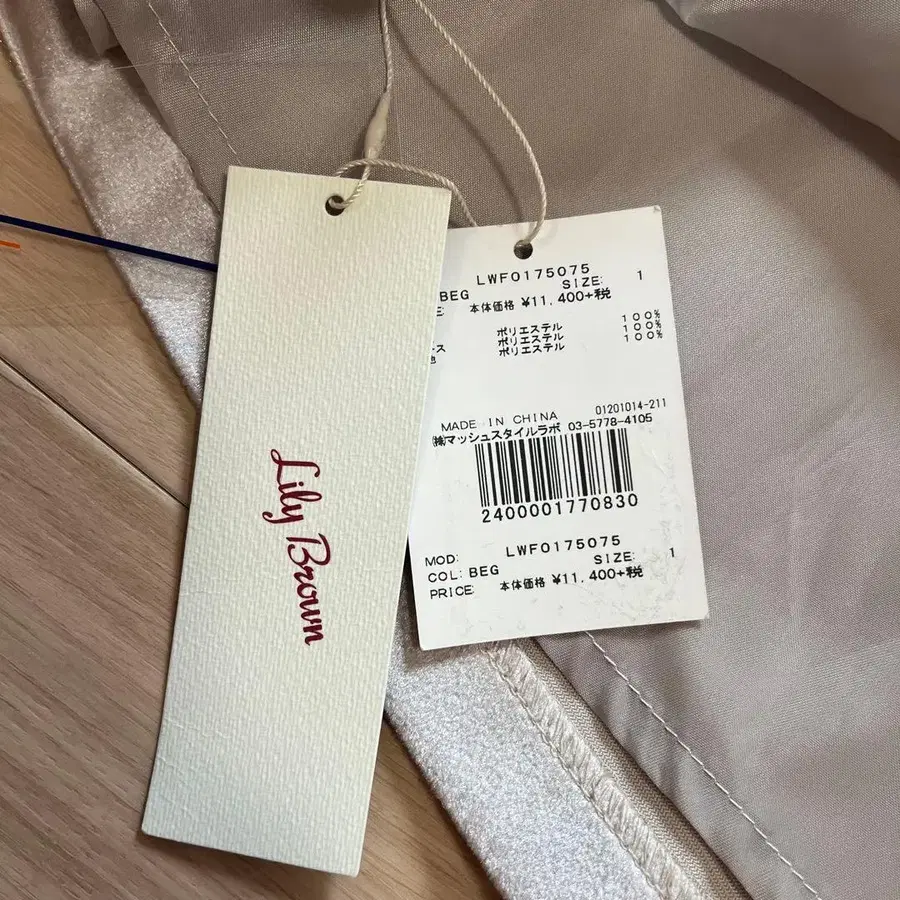 Lily Brown
LWF0175075
BEG SIZE: 1
E: 本体価格 ¥11,400+税
ポリエステル 100%
ース ポリエステル 100%
他 ポリエステル 100%
MADE IN CHINA 01201014-211
(株)マッシュスタイルラボ 03-5778-4105
2400001770830
MOD: LWF0175075
COL: BEG SIZE: 1
PRICE: 本体価格 ¥11,400+税